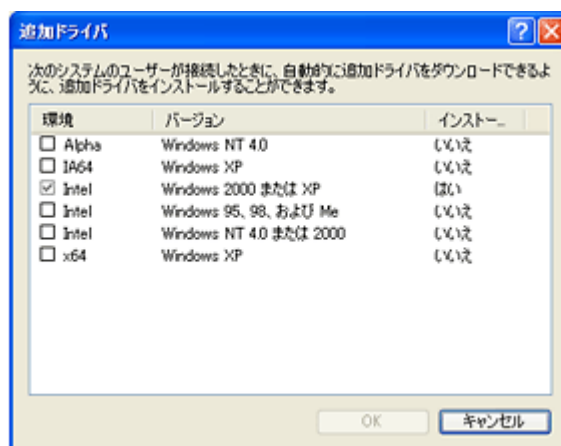 追加ドライバ
次のシステムのユーザーが接続したときに、自動的に追加ドライバをダウンロードできるよ
うに、追加ドライバをインストールすることができます。
環境 バージョン インストー...
Alpha Windows NT 4.0 いいえ
IA64 Windows XP いいえ
Intel Windows 2000 または XP はい
Intel Windows 95、98、および Me いいえ
Intel Windows NT 4.0 または 2000 いいえ
x64 Windows XP いいえ
OK キャンセル